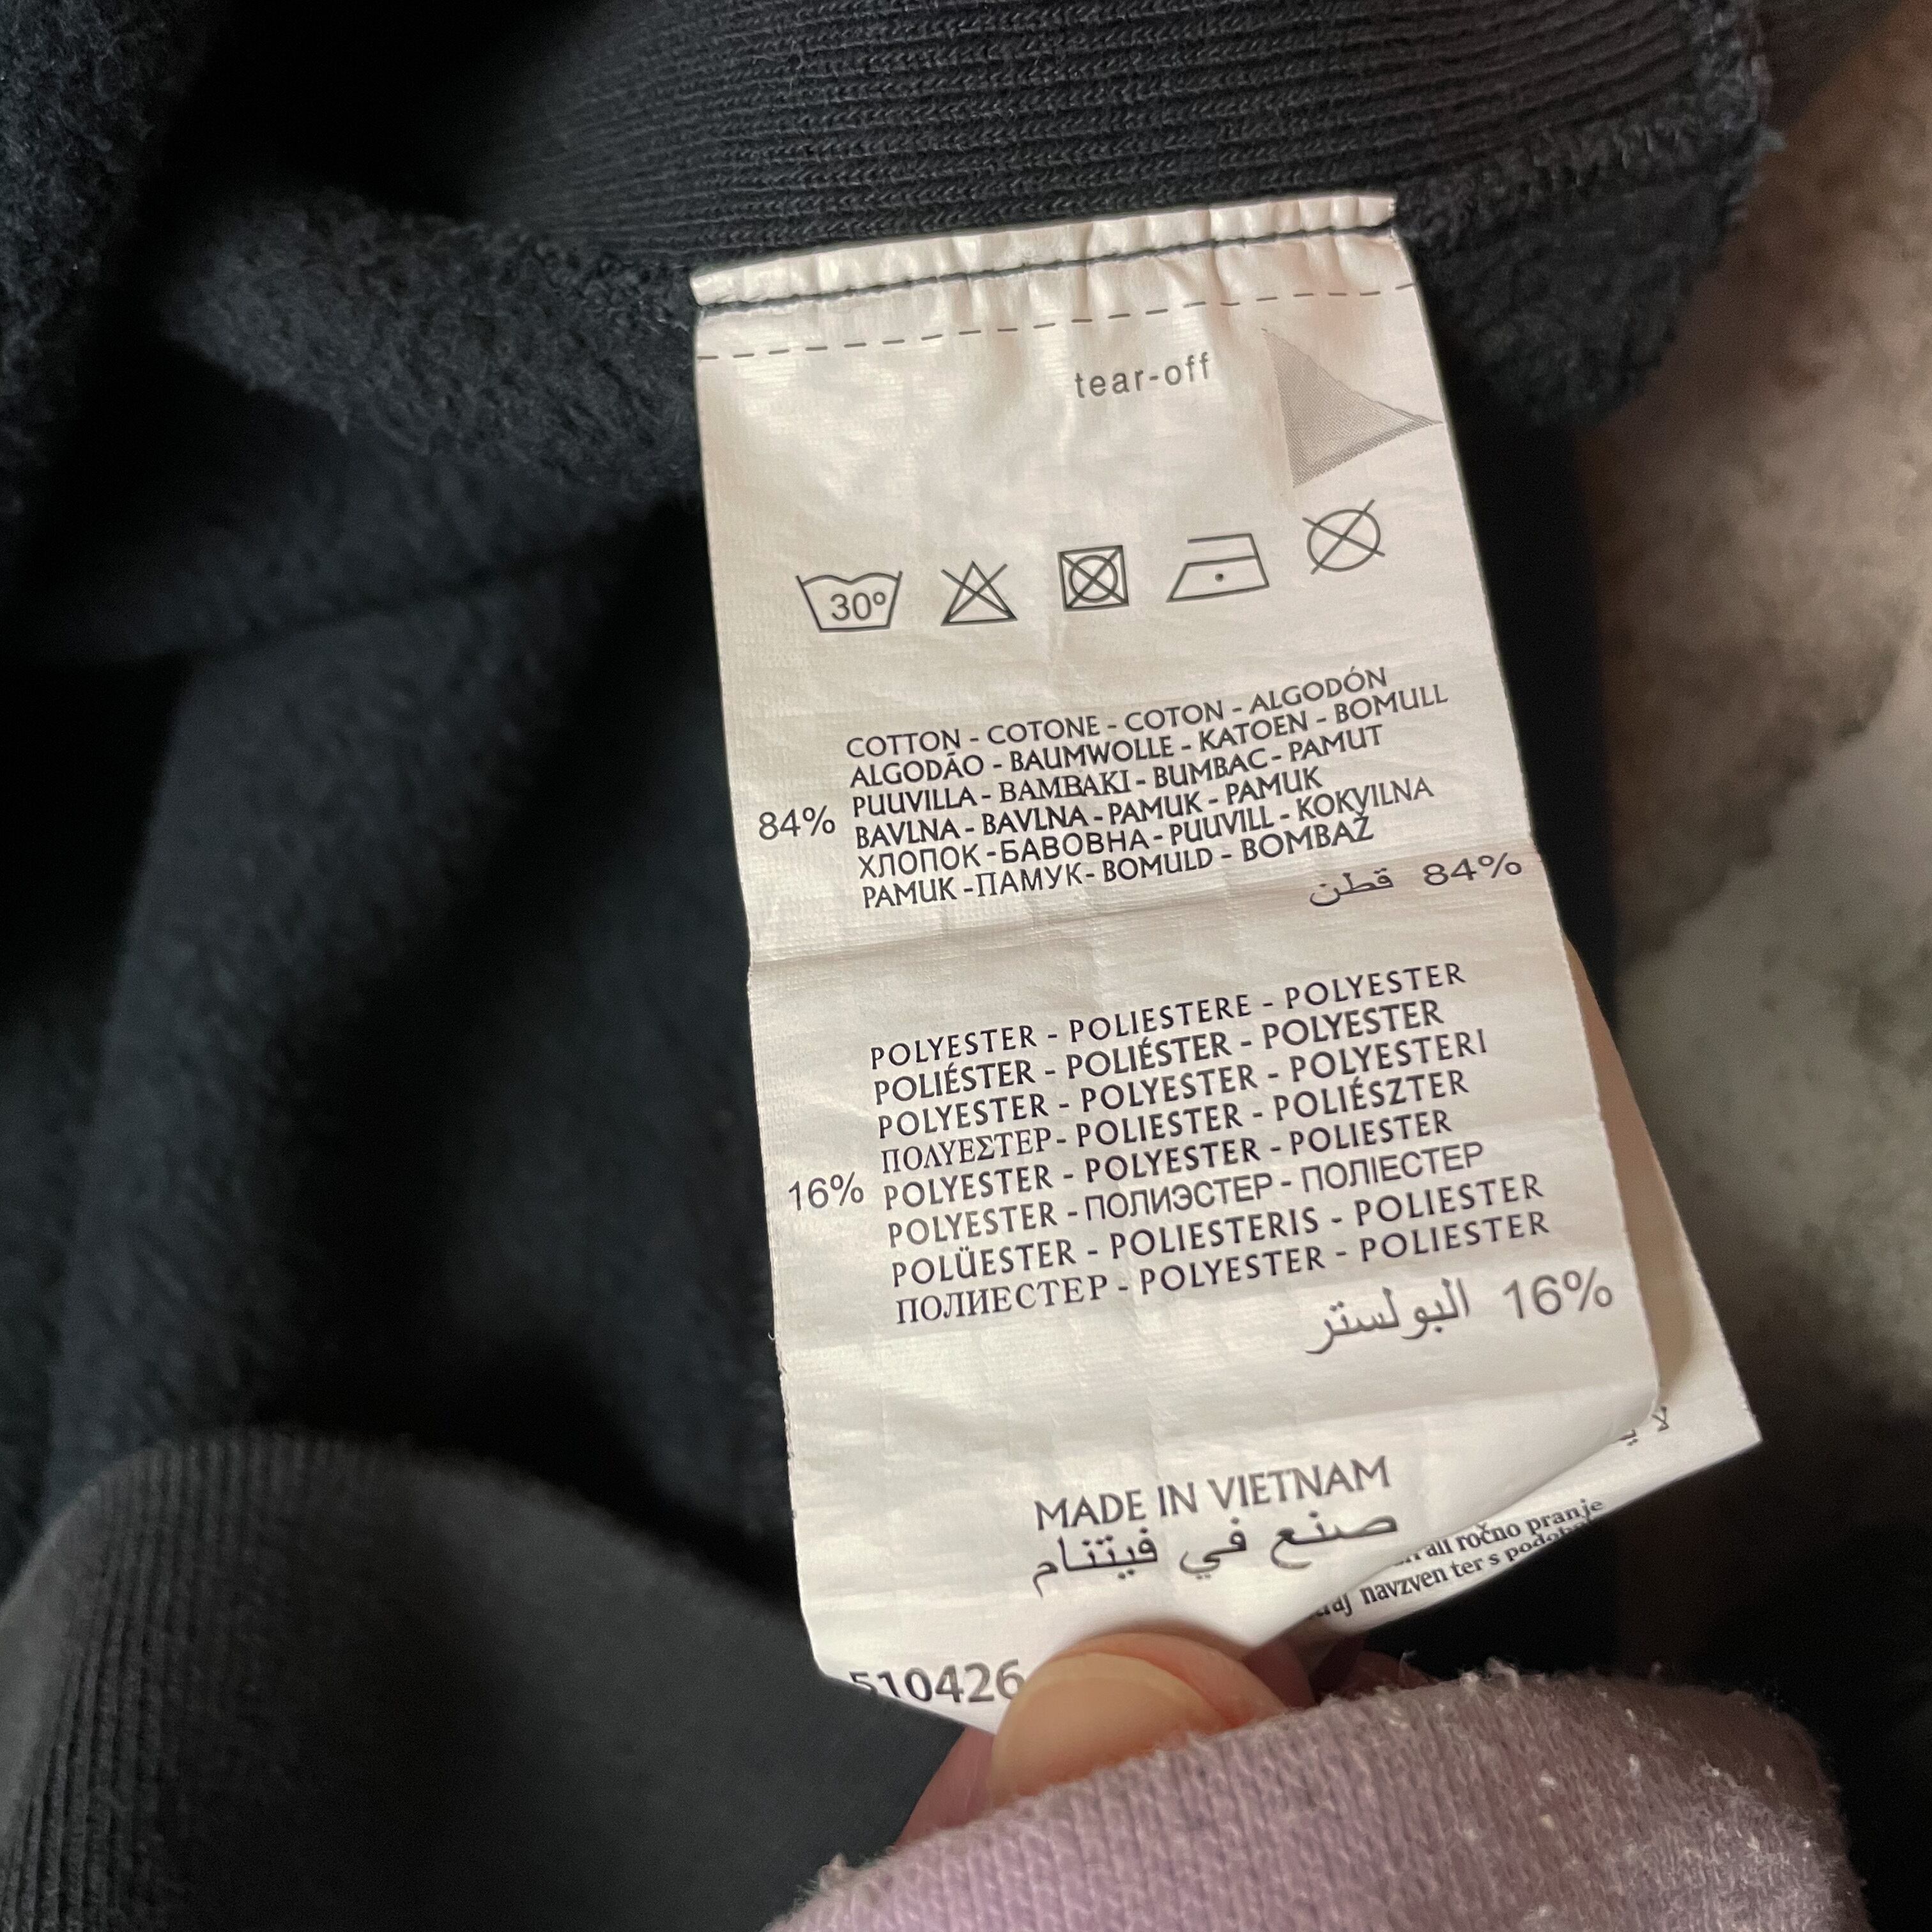 tear-off
30°
COTTON - COTONE - COTON - ALGODÓN
ALGODÃO - BAUMWOLLE - KATOEN - BOMULL
PUUVILLA - BAMBAKI - BUMBAC - PAMUT
84% BAVLNA - BAVLNA - PAMUK - PAMUK
ХЛОПОК - БАВОВНА - PUUVILL - KOKVILNA
PAMUK - ПАМУК - BOMULD - BOMBAŽ
84% قطن
POLYESTER - POLIESTERE - POLYESTER
POLIÉSTER - POLIÉSTER - POLYESTER
POLYESTER - POLYESTER - POLYESTERI
ΠΟΛΥΕΣΤΕΡ - POLIESTER - POLIÉSZTER
16% POLYESTER - POLYESTER - POLIESTER
POLYESTER - ПОЛИЭСТЕР - ПОЛІЕСТЕР
POLÜESTER - POLIESTERIS - POLIESTER
ПОЛИЕСТЕР - POLYESTER - POLIESTER
16% البولستر
MADE IN VIETNAM
صنع في فيتنام
ali ročno pranje
navzven ter s
510426